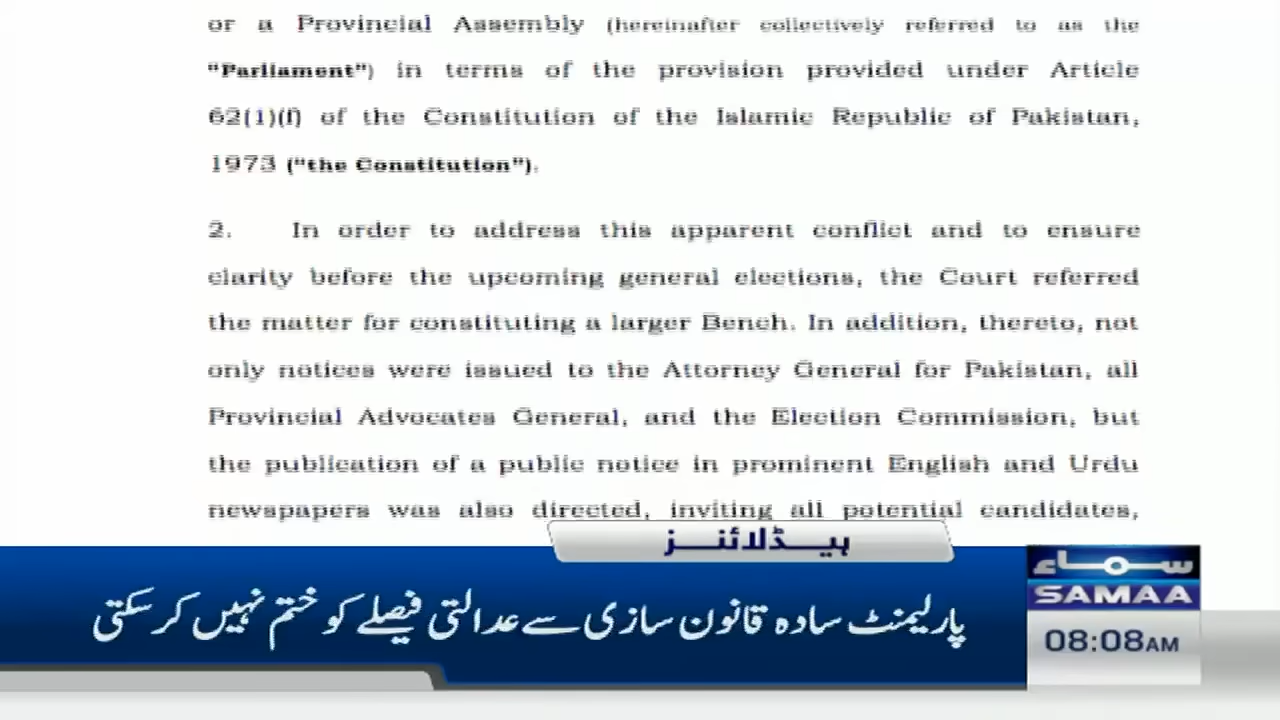 or a Provincial Assembly (hereinafter collectively referred to as the
"Parliament") in terms of the provision provided under Article
62(1)(f) of the Constitution of the Islamic Republic of Pakistan,
1973 ("the Constitution").
2. In order to address this apparent conflict and to ensure
clarity before the upcoming general elections, the Court referred
the matter for constituting a larger Bench. In addition, thereto, not
only notices were issued to the Attorney General for Pakistan, all
Provincial Advocates General, and the Election Commission, but
the publication of a public notice in prominent English and Urdu
newspapers was also directed, inviting all potential candidates,
ہیڈلائنز
پارلیمنٹ سادہ قانون سازی سے عدالتی فیصلے کو ختم نہیں کر سکتی
سماء
SAMAA
08:08AM